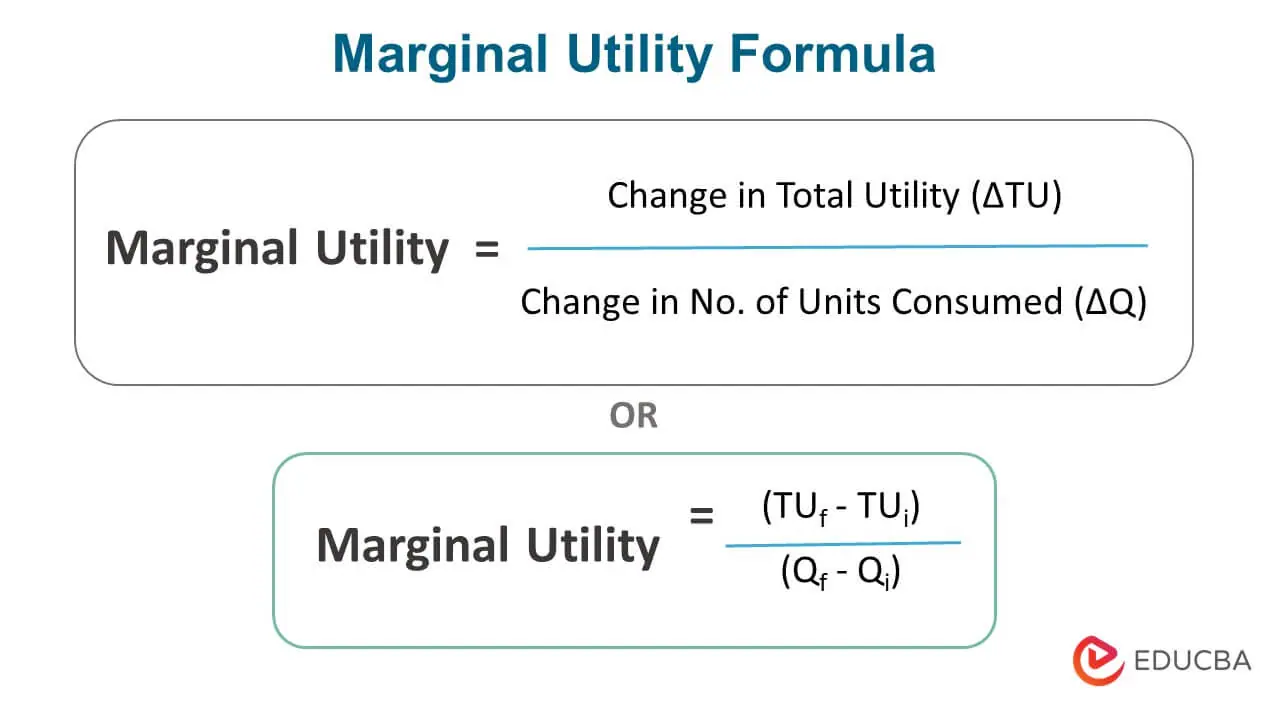 Marginal Utility Formula
Change in Total Utility (ΔTU)
Marginal Utility =
Change in No. of Units Consumed (ΔQ)
OR
(TUf - TUi)
Marginal Utility =
(Qf - Qi)
EDUCBA